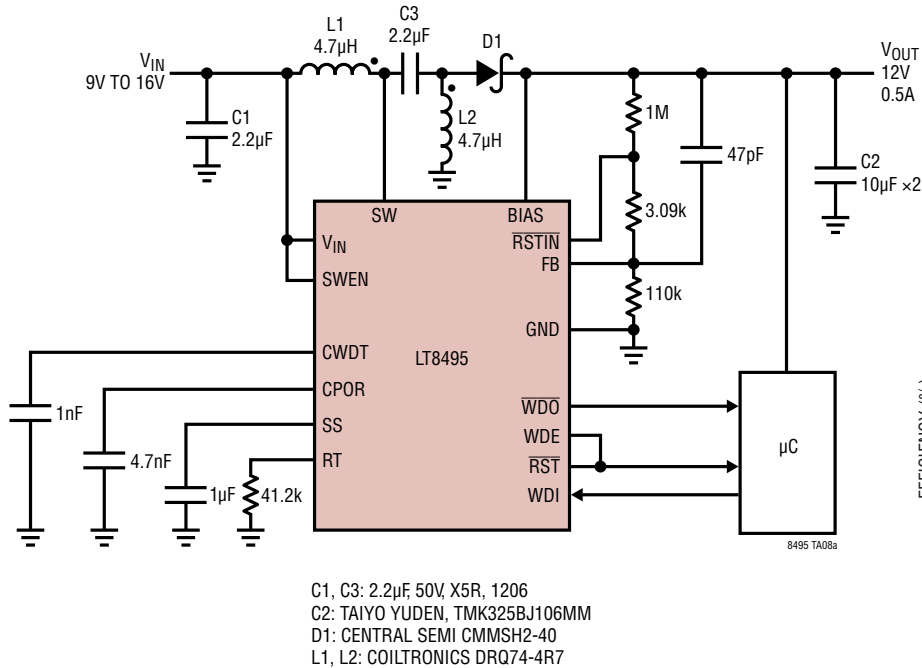 L1
4.7µH
C3
2.2µF
D1
VIN
9V TO 16V
VOUT
12V
0.5A
C1
2.2µF
L2
4.7µH
1M
47pF
C2
10µF ×2
3.09k
110k
SW
BIAS
VIN
SWEN
RSTIN
FB
GND
LT8495
CWDT
CPOR
SS
RT
WDO
WDE
RST
WDI
µC
1nF
4.7nF
1µF
41.2k
EFFICIENCY (%)
8495 TA08a
C1, C3: 2.2µF, 50V, X5R, 1206
C2: TAIYO YUDEN, TMK325BJ106MM
D1: CENTRAL SEMI CMMSH2-40
L1, L2: COILTRONICS DRQ74-4R7